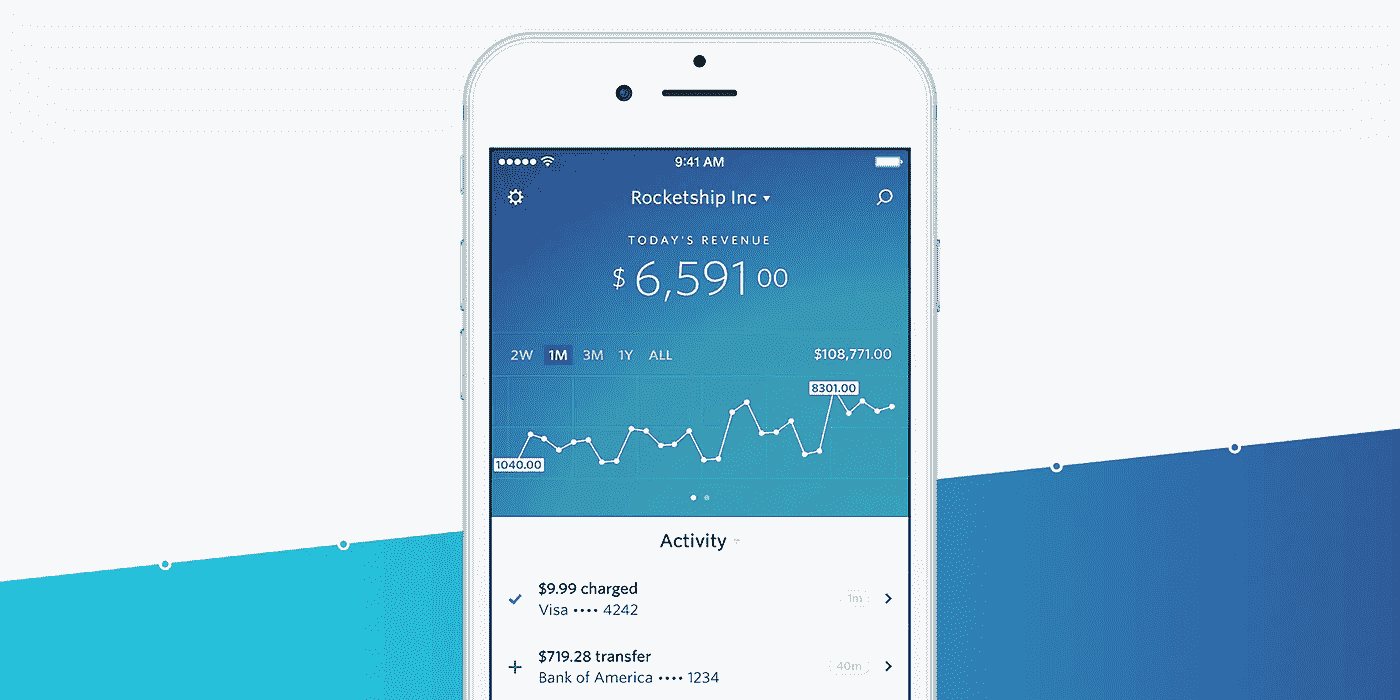 9:41 AM
Rocketship Inc
TODAY'S REVENUE
$6,591 00
2W 1M 3M 1Y ALL $108,771.00
8301.00
1040.00
Activity
$9.99 charged
Visa •••• 4242
1m
$719.28 transfer
Bank of America •••• 1234
40m